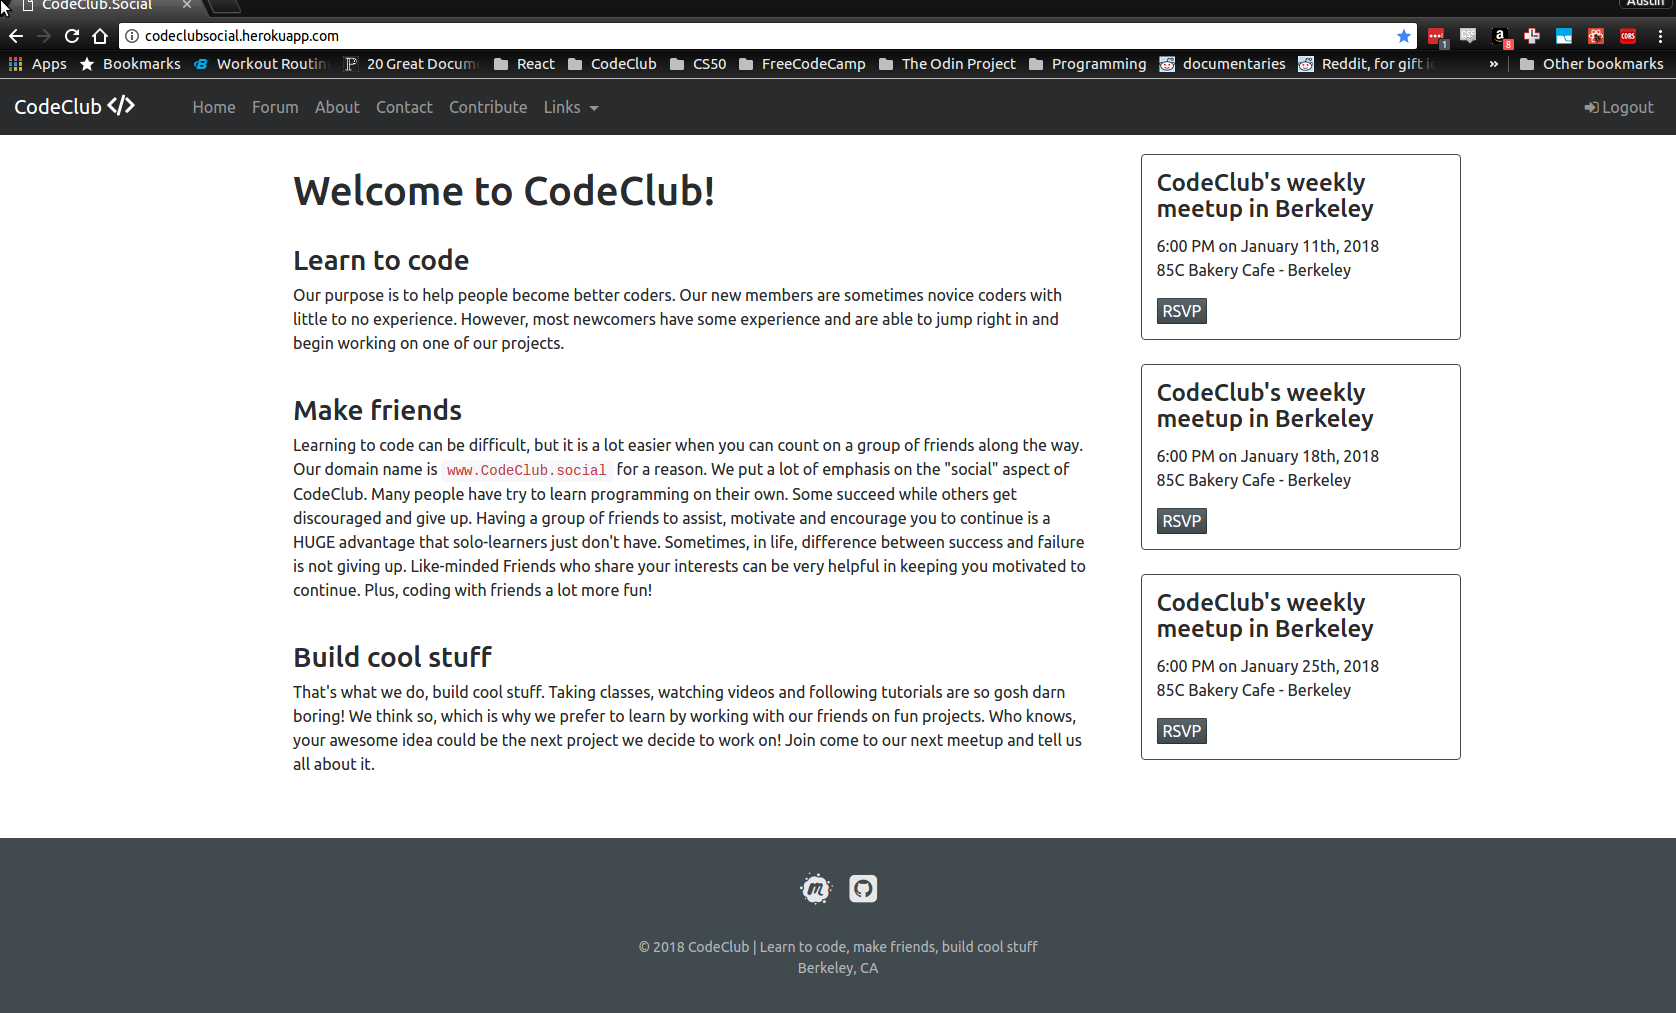 CodeClub.Social
Austin
codeclubsocial.herokuapp.com
1
8
CORS
Apps Bookmarks Workout Routin 20 Great Docum React CodeClub CS50 FreeCodeCamp The Odin Project Programming documentaries Reddit, for gift i » Other bookmarks
CodeClub </> Home Forum About Contact Contribute Links Logout
Welcome to CodeClub!
Learn to code
Our purpose is to help people become better coders. Our new members are sometimes novice coders with
little to no experience. However, most newcomers have some experience and are able to jump right in and
begin working on one of our projects.
Make friends
Learning to code can be difficult, but it is a lot easier when you can count on a group of friends along the way.
Our domain name is www.CodeClub.social for a reason. We put a lot of emphasis on the "social" aspect of
CodeClub. Many people have try to learn programming on their own. Some succeed while others get
discouraged and give up. Having a group of friends to assist, motivate and encourage you to continue is a
HUGE advantage that solo-learners just don't have. Sometimes, in life, difference between success and failure
is not giving up. Like-minded Friends who share your interests can be very helpful in keeping you motivated to
continue. Plus, coding with friends a lot more fun!
Build cool stuff
That's what we do, build cool stuff. Taking classes, watching videos and following tutorials are so gosh darn
boring! We think so, which is why we prefer to learn by working with our friends on fun projects. Who knows,
your awesome idea could be the next project we decide to work on! Join come to our next meetup and tell us
all about it.
CodeClub's weekly
meetup in Berkeley
6:00 PM on January 11th, 2018
85C Bakery Cafe - Berkeley
RSVP
CodeClub's weekly
meetup in Berkeley
6:00 PM on January 18th, 2018
85C Bakery Cafe - Berkeley
RSVP
CodeClub's weekly
meetup in Berkeley
6:00 PM on January 25th, 2018
85C Bakery Cafe - Berkeley
RSVP
m
© 2018 CodeClub | Learn to code, make friends, build cool stuff
Berkeley, CA